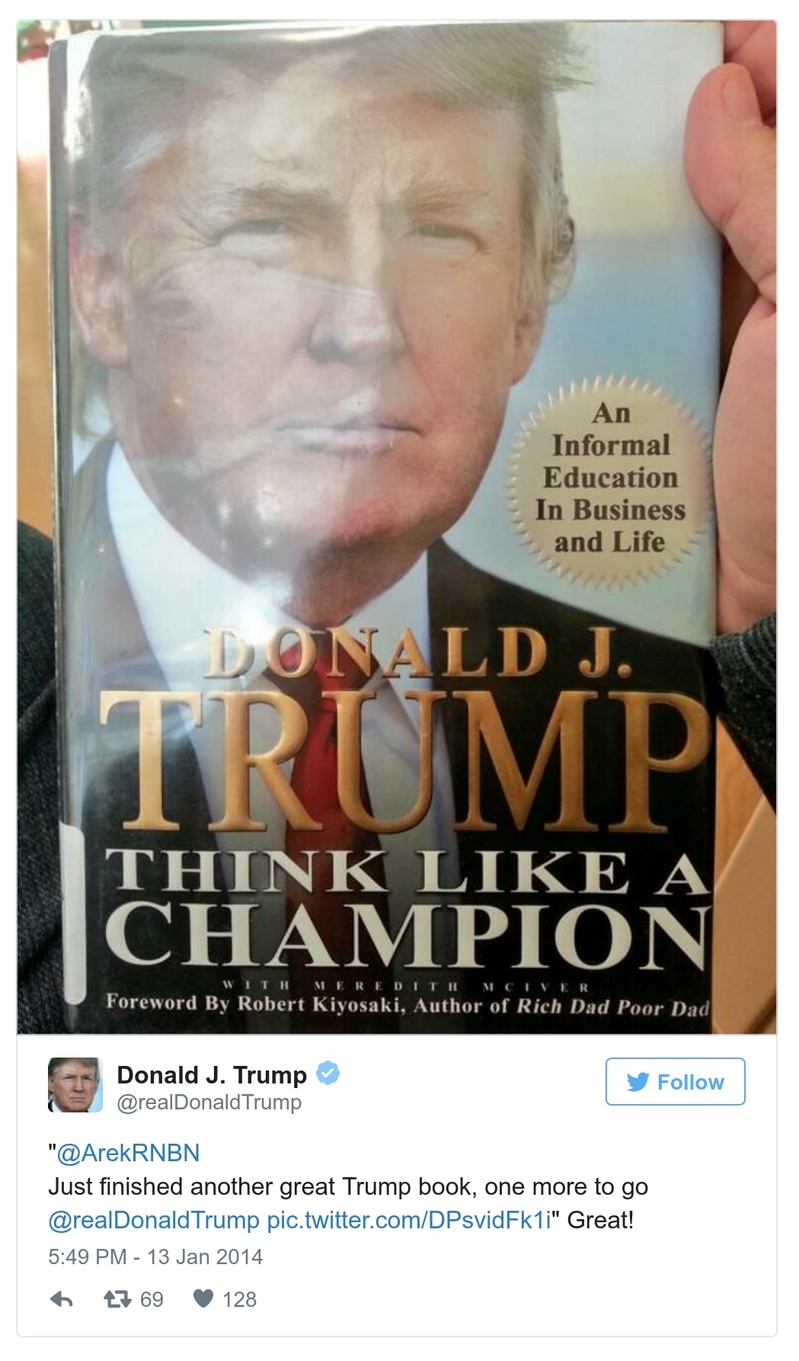 An
Informal
Education
In Business
and Life
DONALD J.
TRUMP
THINK LIKE A
CHAMPION
WITH MEREDITH MCIVER
Foreword By Robert Kiyosaki, Author of Rich Dad Poor Dad
Donald J. Trump
@realDonaldTrump
Follow
"@ArekRNBN
Just finished another great Trump book, one more to go
@realDonaldTrump pic.twitter.com/DPsvidFk1i" Great!
5:49 PM - 13 Jan 2014
69 128